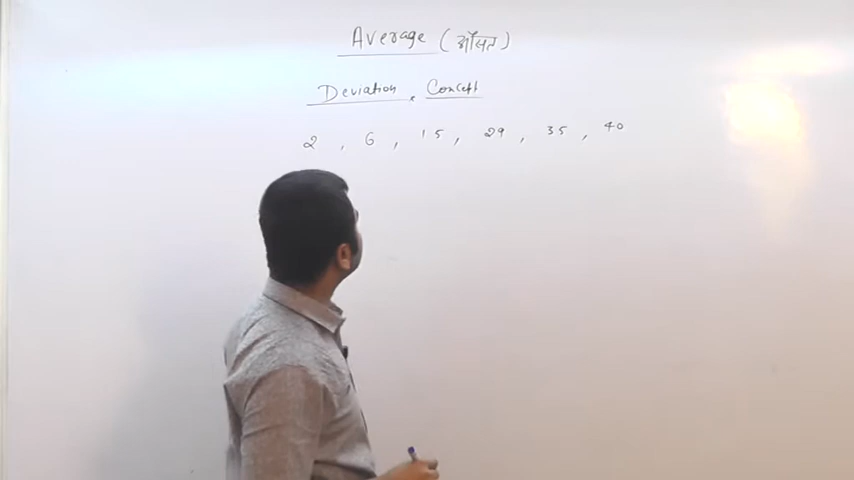 Average (औसत)
Deviation Concept
2 , 6 , 15 , 29 , 35 , 40